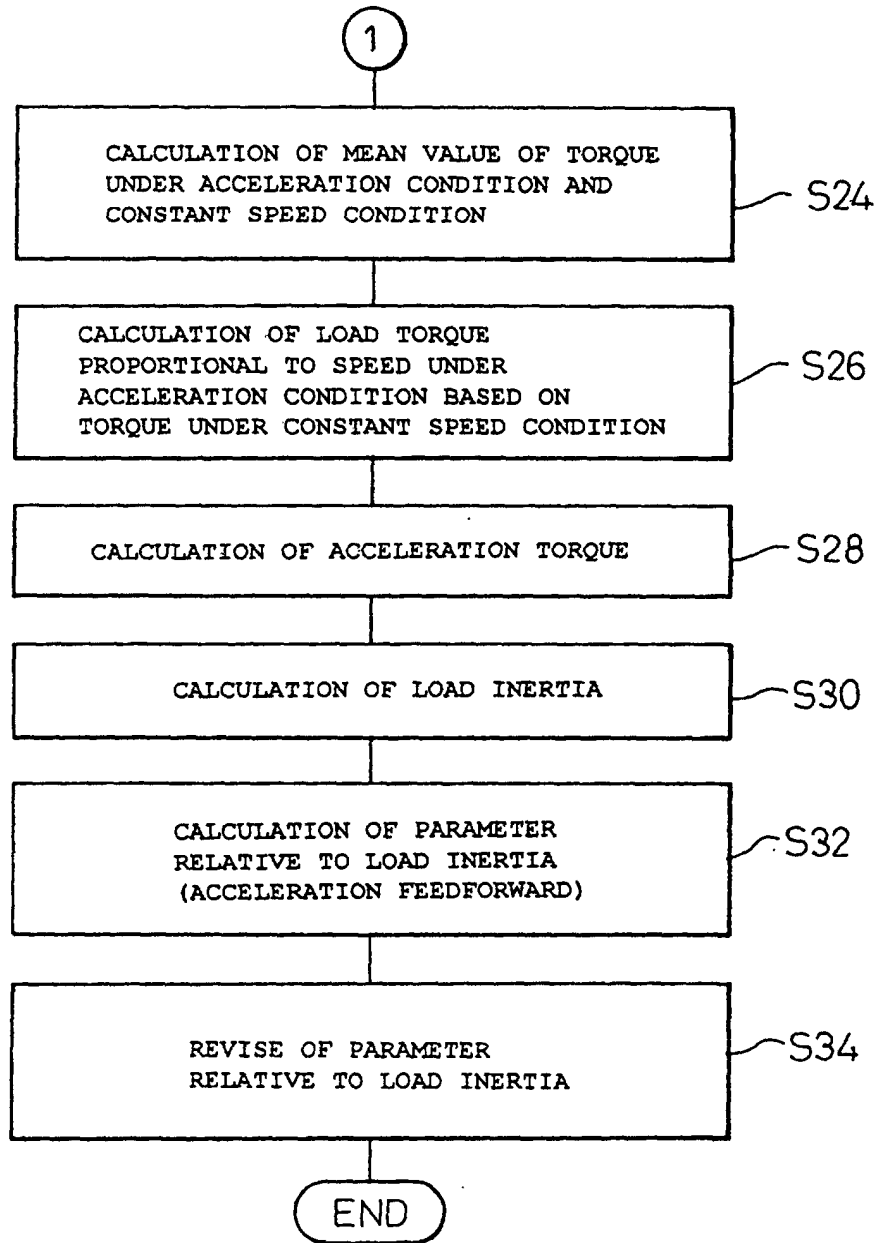 1
CALCULATION OF MEAN VALUE OF TORQUE
UNDER ACCELERATION CONDITION AND
CONSTANT SPEED CONDITION
S24
CALCULATION OF LOAD TORQUE
PROPORTIONAL TO SPEED UNDER
ACCELERATION CONDITION BASED ON
TORQUE UNDER CONSTANT SPEED CONDITION
S26
CALCULATION OF ACCELERATION TORQUE
S28
CALCULATION OF LOAD INERTIA
S30
CALCULATION OF PARAMETER
RELATIVE TO LOAD INERTIA
(ACCELERATION FEEDFORWARD)
S32
REVISE OF PARAMETER
RELATIVE TO LOAD INERTIA
S34
END